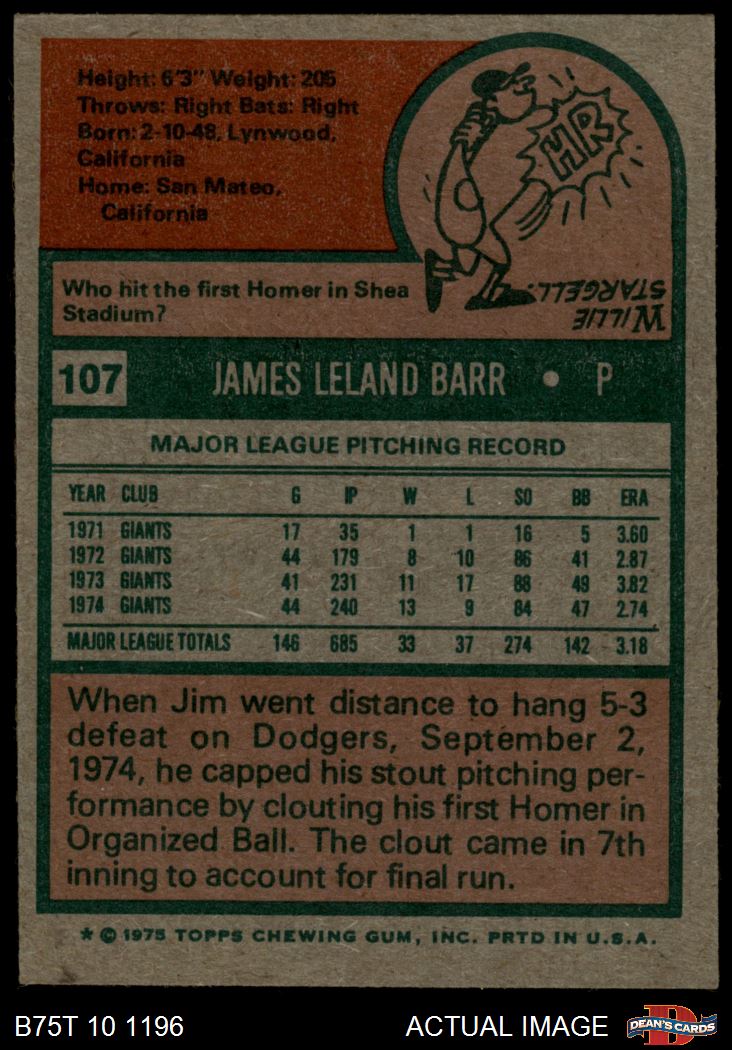 Height: 6'3" Weight: 205
Throws: Right Bats: Right
Born: 2-10-48, Lynwood,
California
Home: San Mateo,
California
HR
Who hit the first Homer in Shea
Stadium?
WILLIE
STARGELL.
107 JAMES LELAND BARR • P
MAJOR LEAGUE PITCHING RECORD
YEAR CLUB G IP W L SO BB ERA
1971 GIANTS 17 35 1 1 16 5 3.60
1972 GIANTS 44 179 8 10 86 41 2.87
1973 GIANTS 41 231 11 17 88 49 3.82
1974 GIANTS 44 240 13 9 84 47 2.74
MAJOR LEAGUE TOTALS 146 685 33 37 274 142 3.18
When Jim went distance to hang 5-3
defeat on Dodgers, September 2,
1974, he capped his stout pitching per-
formance by clouting his first Homer in
Organized Ball. The clout came in 7th
inning to account for final run.
* © 1975 TOPPS CHEWING GUM, INC. PRTD IN U.S.A.
B75T 10 1196 ACTUAL IMAGE DEAN'S CARDS